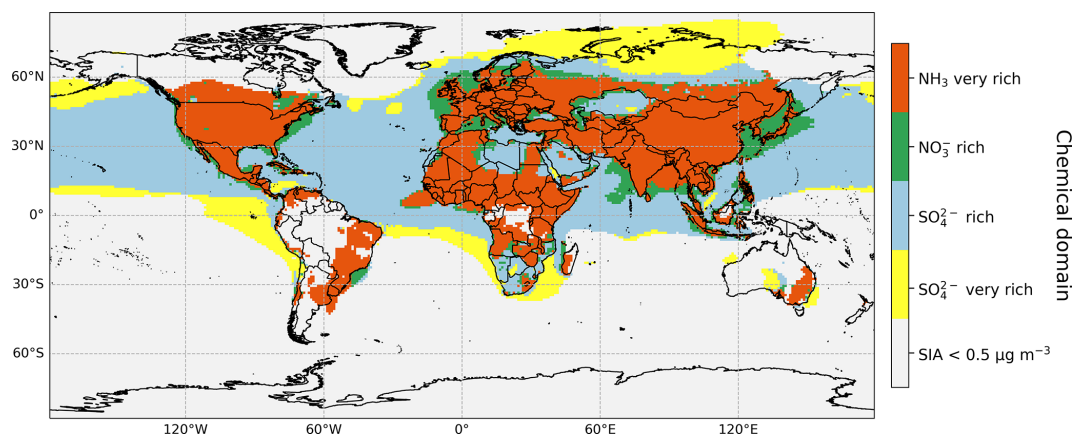 60°N
30°N
0°
30°S
60°S
120°W
60°W
0°
60°E
120°E
NH₃ very rich
NO₃⁻ rich
SO₄²⁻ rich
SO₄²⁻ very rich
SIA < 0.5 µg m⁻³
Chemical domain